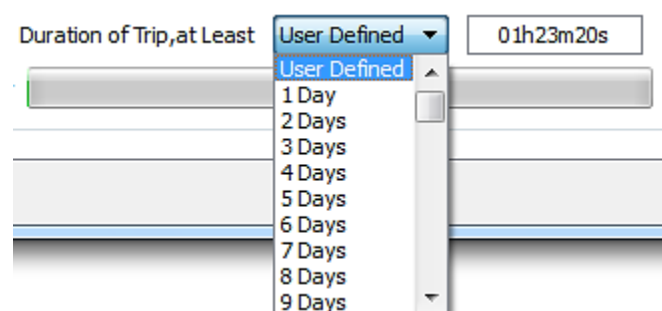 Duration of Trip,at Least User Defined 01h23m20s
User Defined
1 Day
2 Days
3 Days
4 Days
5 Days
6 Days
7 Days
8 Days
9 Days